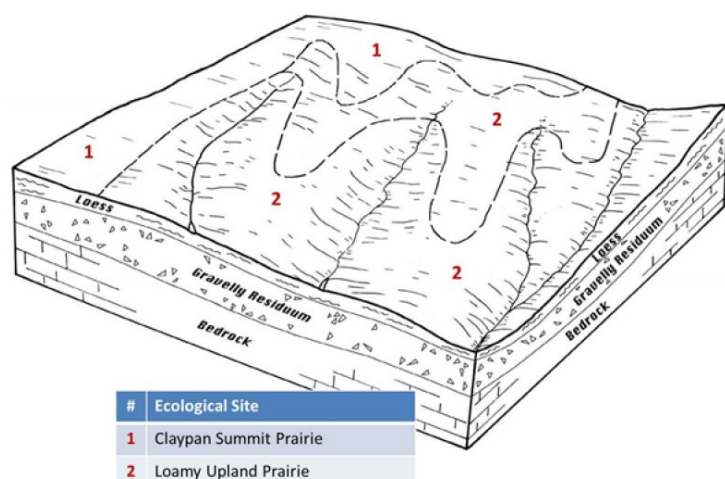 1
1
2
2
2
Loess
Gravelly Residuum
Bedrock
Loess
Gravelly Residuum
Bedrock
# Ecological Site
1 Claypan Summit Prairie
2 Loamy Upland Prairie